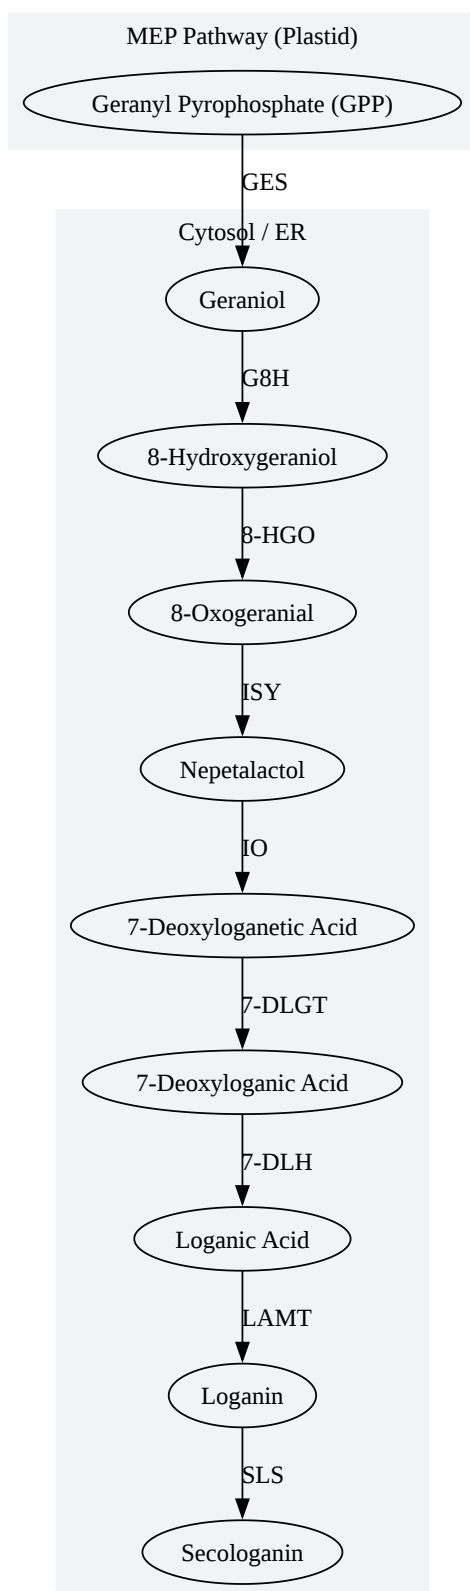 MEP Pathway (Plastid)
Geranyl Pyrophosphate (GPP)
GES
Cytosol / ER
Geraniol
G8H
8-Hydroxygeraniol
8-HGO
8-Oxogeranial
ISY
Nepetalactol
IO
7-Deoxyloganetic Acid
7-DLGT
7-Deoxyloganic Acid
7-DLH
Loganic Acid
LAMT
Loganin
SLS
Secologanin